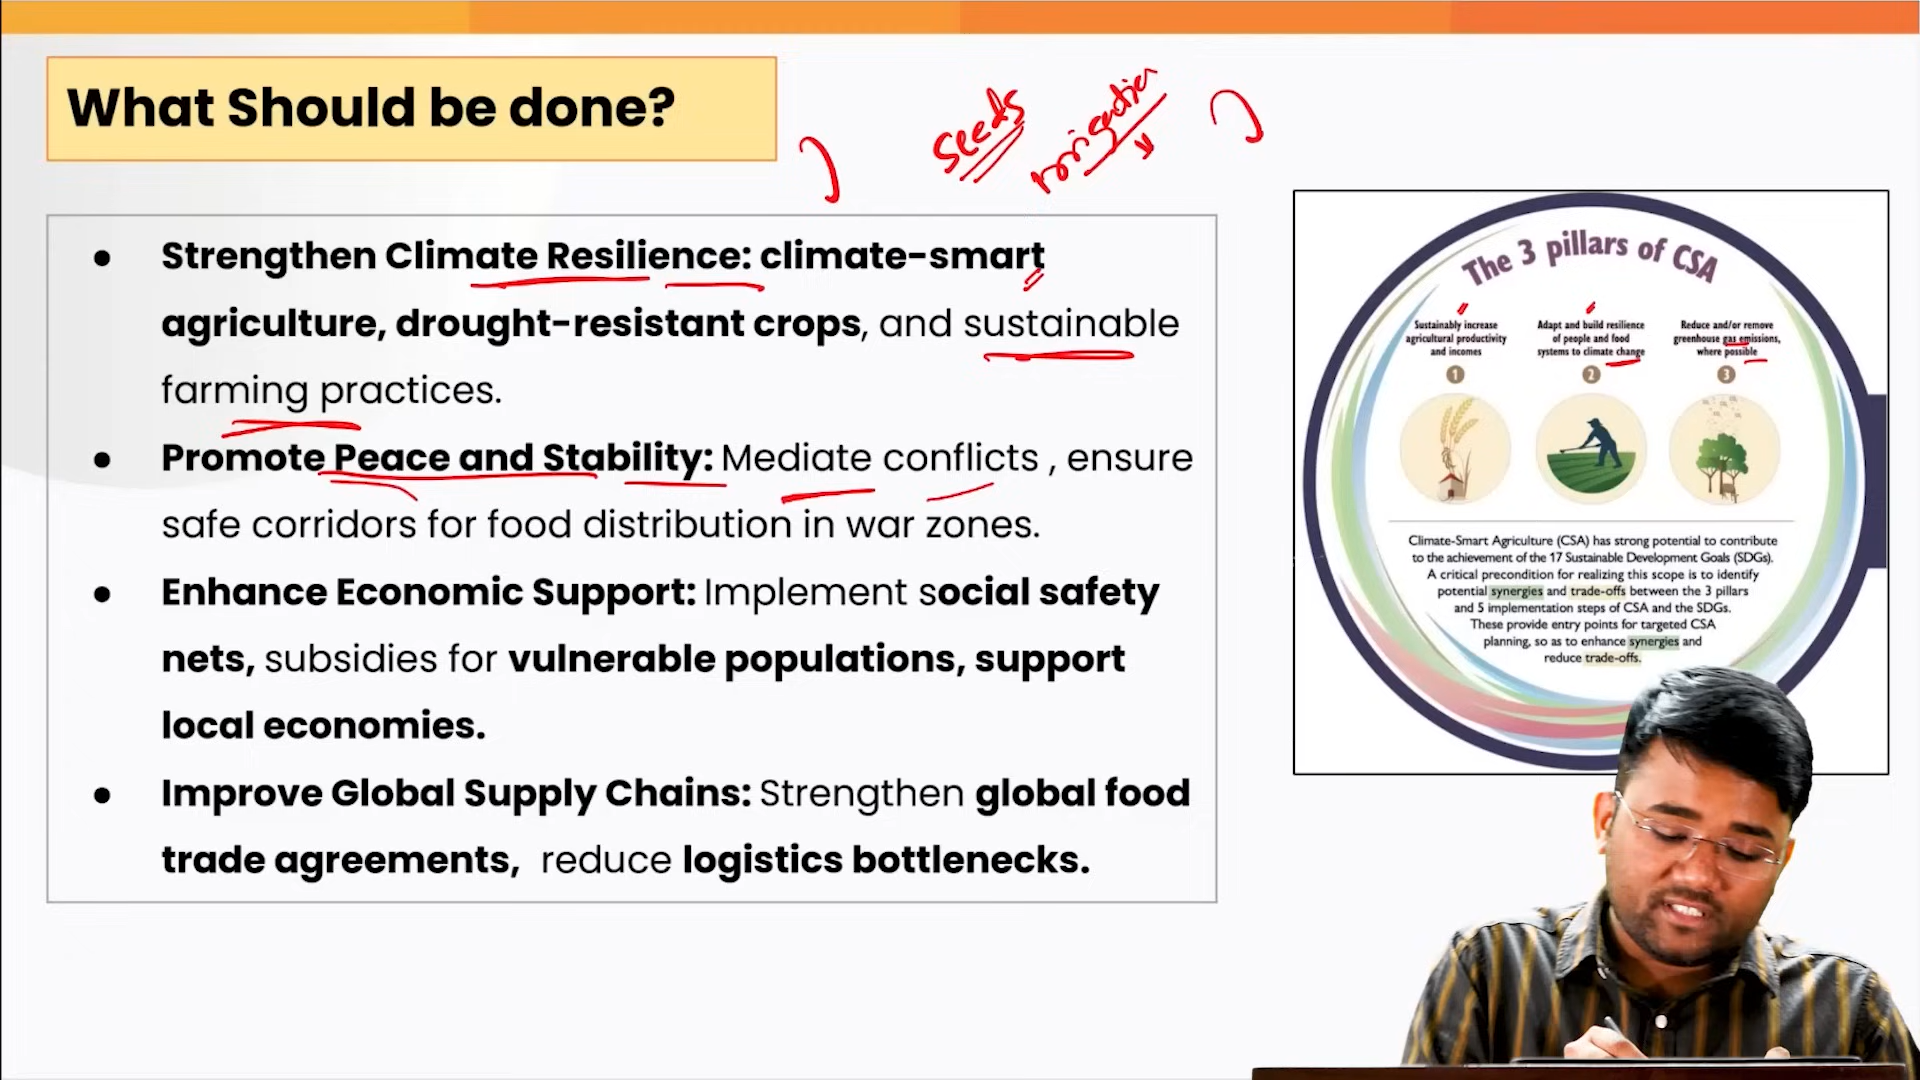 What Should be done?
seeds
irrigation
● Strengthen Climate Resilience: climate-smart
agriculture, drought-resistant crops, and sustainable
farming practices.
● Promote Peace and Stability: Mediate conflicts , ensure
safe corridors for food distribution in war zones.
● Enhance Economic Support: Implement social safety
nets, subsidies for vulnerable populations, support
local economies.
● Improve Global Supply Chains: Strengthen global food
trade agreements, reduce logistics bottlenecks.
The 3 pillars of CSA
Sustainably increase
agricultural productivity
and incomes
1
Adapt and build resilience
of people and food
systems to climate change
2
Reduce and/or remove
greenhouse gas emissions,
where possible
3
Climate-Smart Agriculture (CSA) has strong potential to contribute
to the achievement of the 17 Sustainable Development Goals (SDGs).
A critical precondition for realizing this scope is to identify
potential synergies and trade-offs between the 3 pillars
and 5 implementation steps of CSA and the SDGs.
These provide entry points for targeted CSA
planning, so as to enhance synergies and
reduce trade-offs.